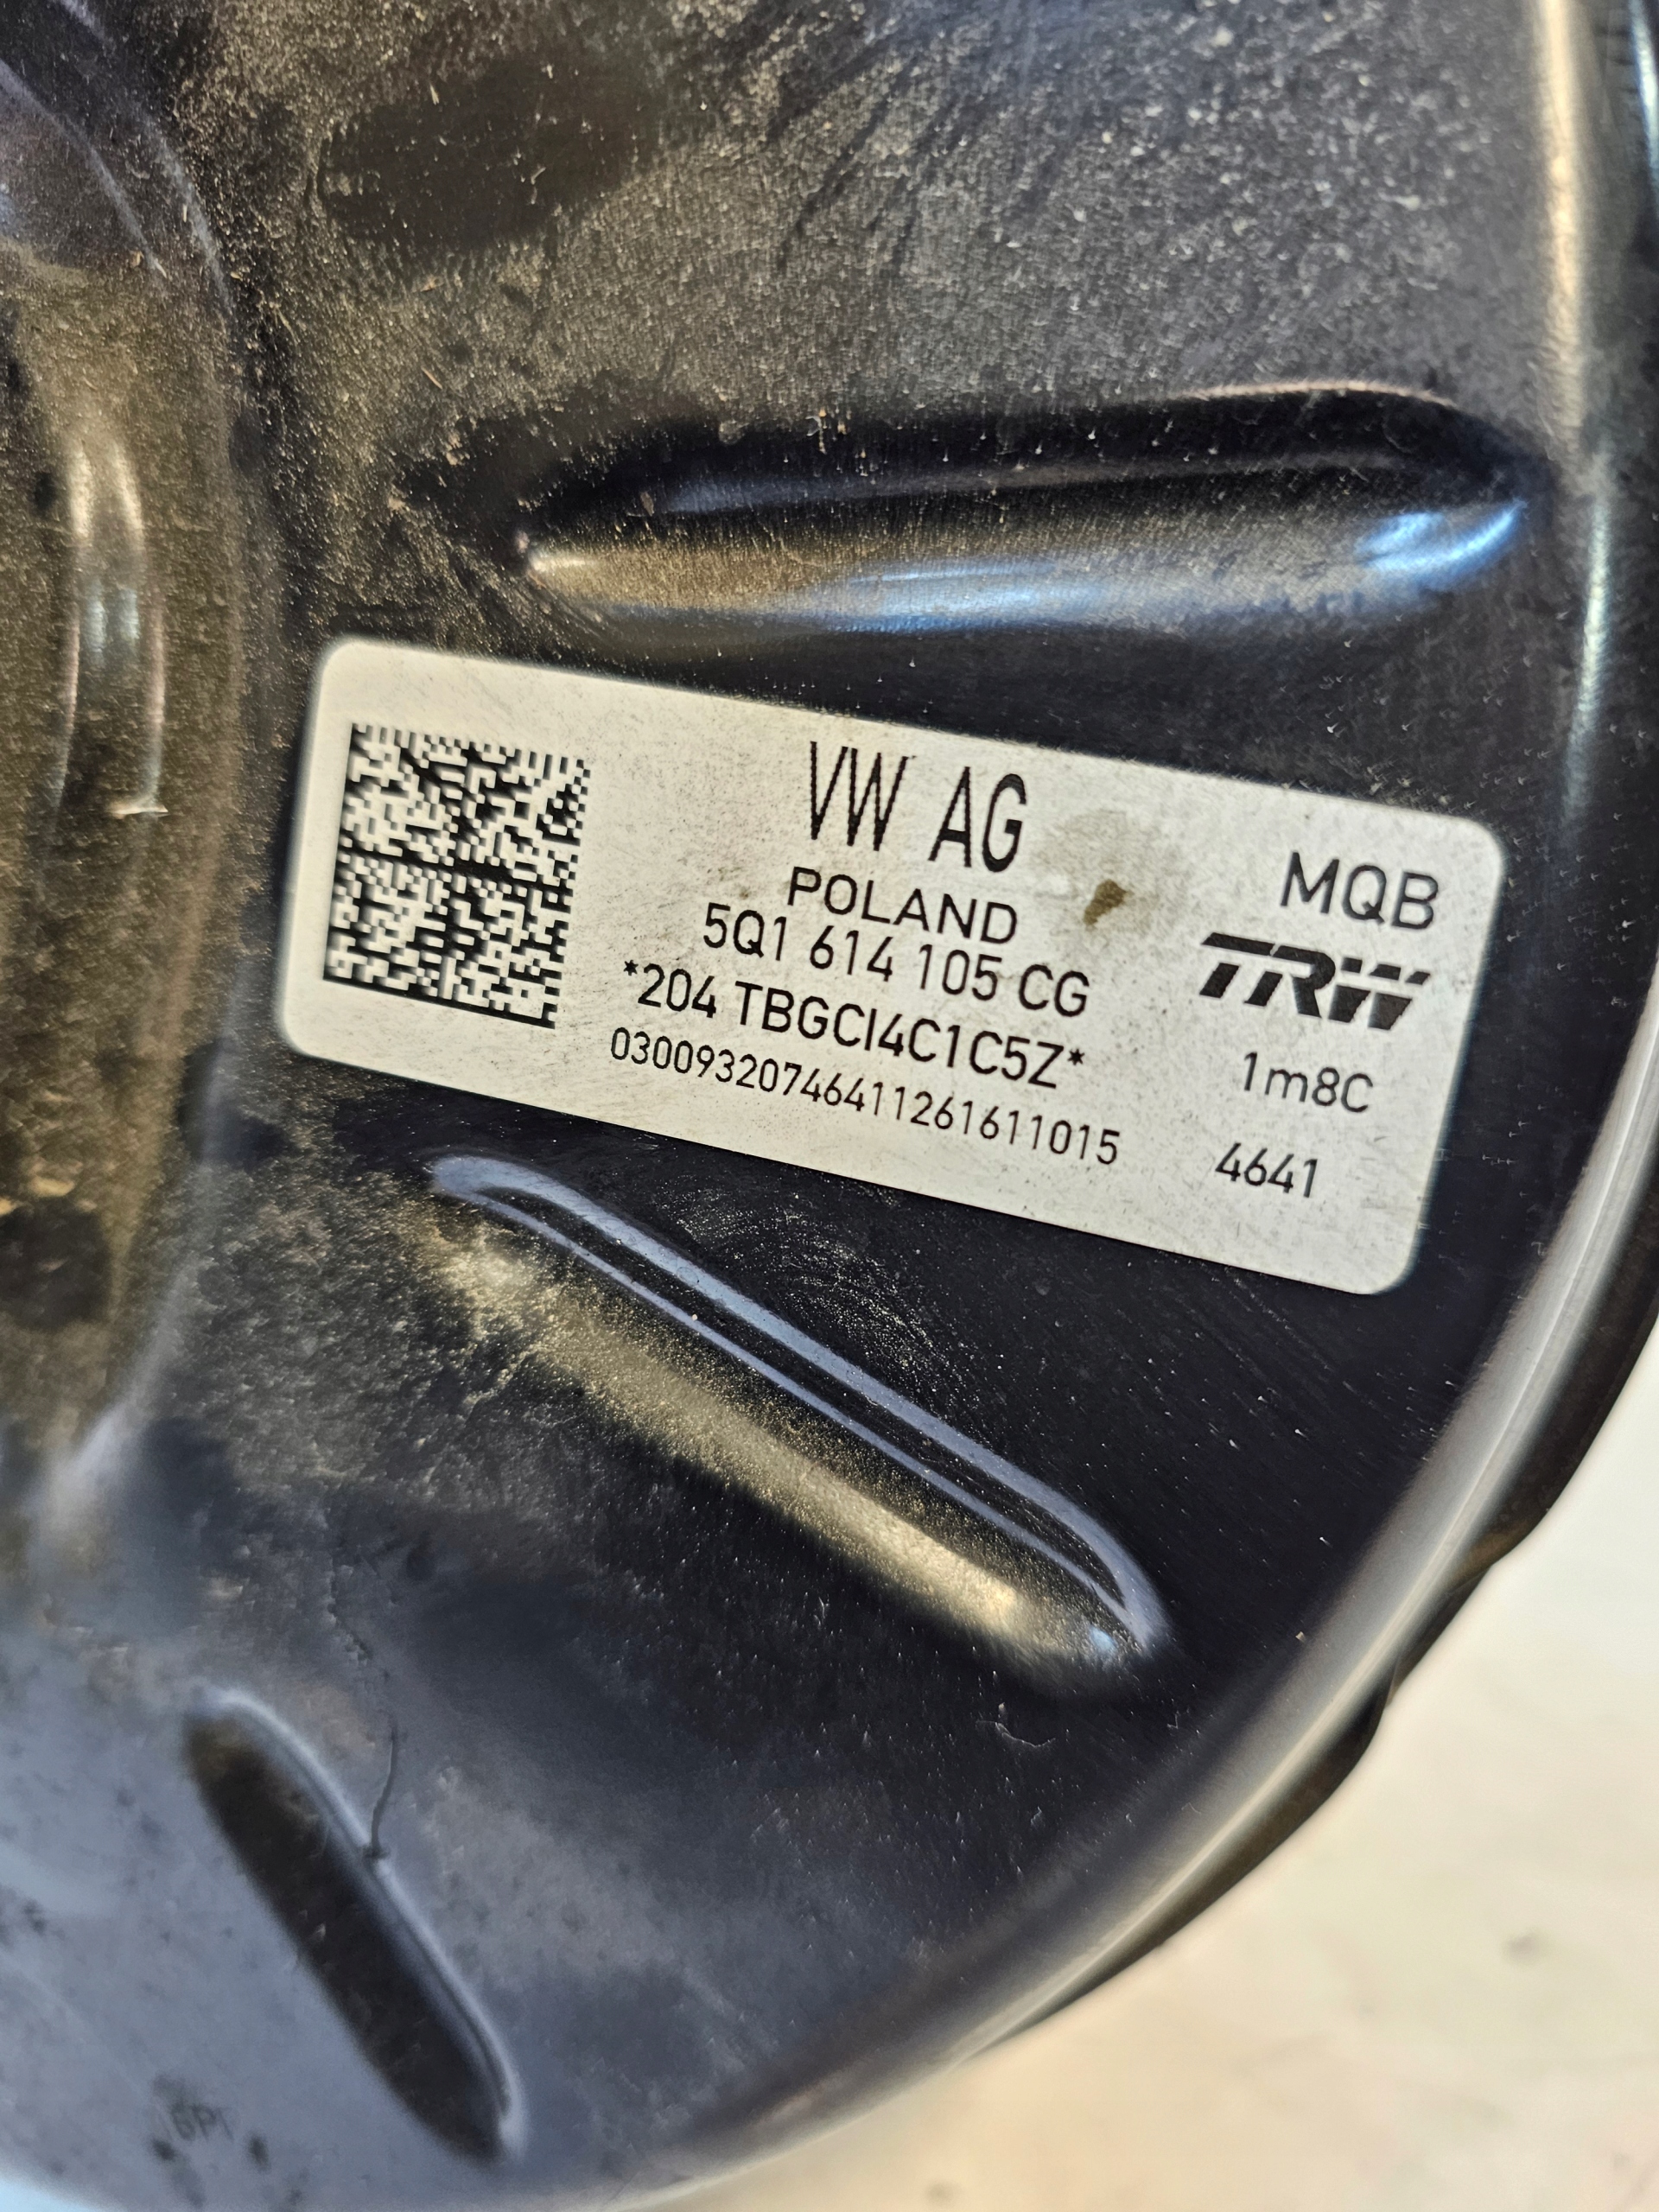 VW AG
POLAND
5Q1 614 105 CG
*204 TBGCI4C1C5Z*
03009320746411261611015
MQB
TRW
1m8C
4641